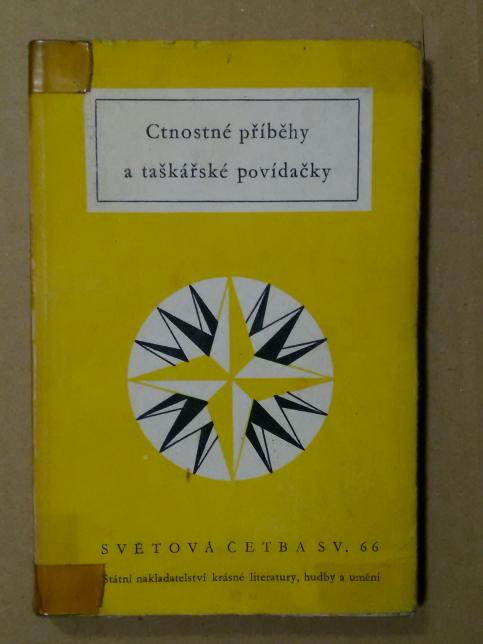 Ctnostné příběhy
a taškářské povídačky
SVĚTOVÁ ČETBA SV. 66
Státní nakladatelství krásné literatury, hudby a umění